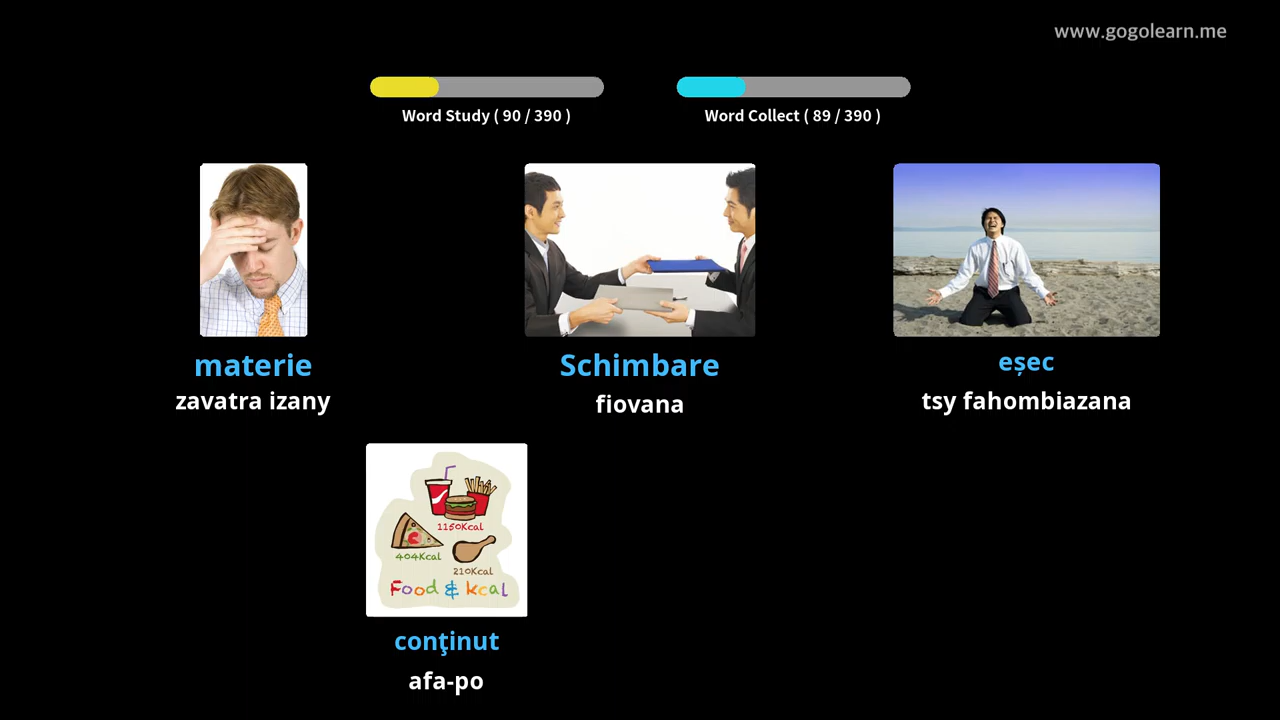 www.gogolearn.me
Word Study ( 90 / 390 )
Word Collect ( 89 / 390 )
materie
zavatra izany
Schimbare
fiovana
eșec
tsy fahombiazana
1150Kcal
404Kcal
210Kcal
Food & kcal
conţinut
afa-po